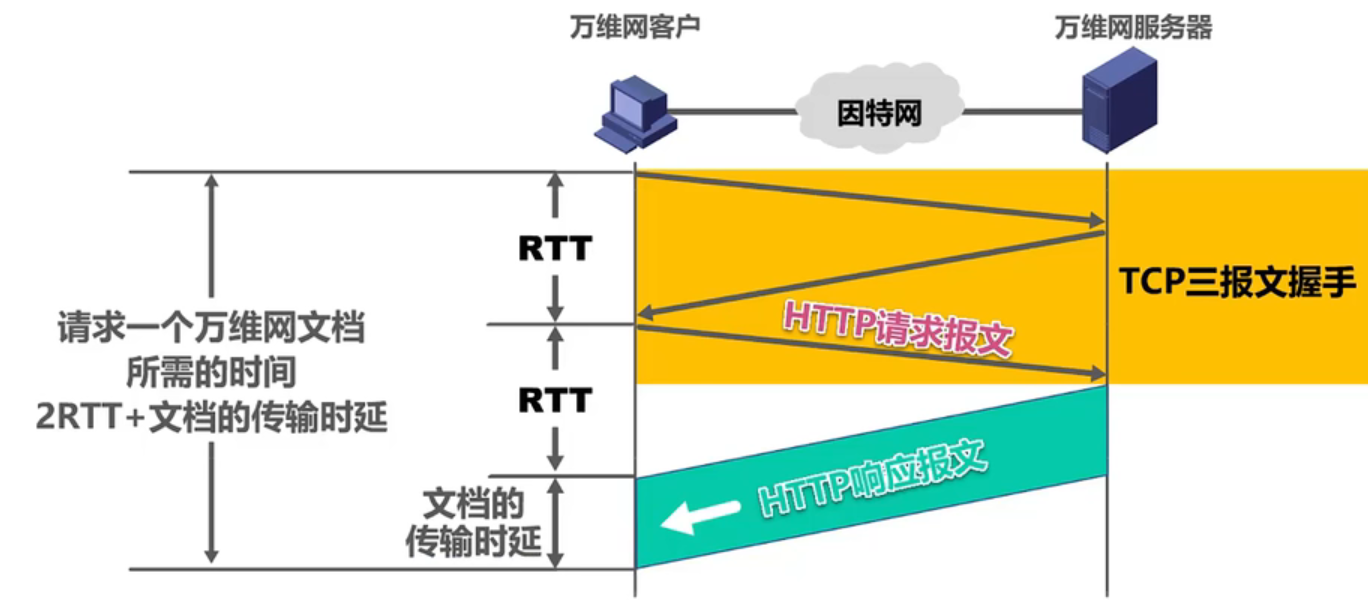 万维网客户
万维网服务器
因特网
RTT
TCP三报文握手
HTTP请求报文
请求一个万维网文档
所需的时间
2RTT+文档的传输时延
RTT
HTTP响应报文
文档的
传输时延